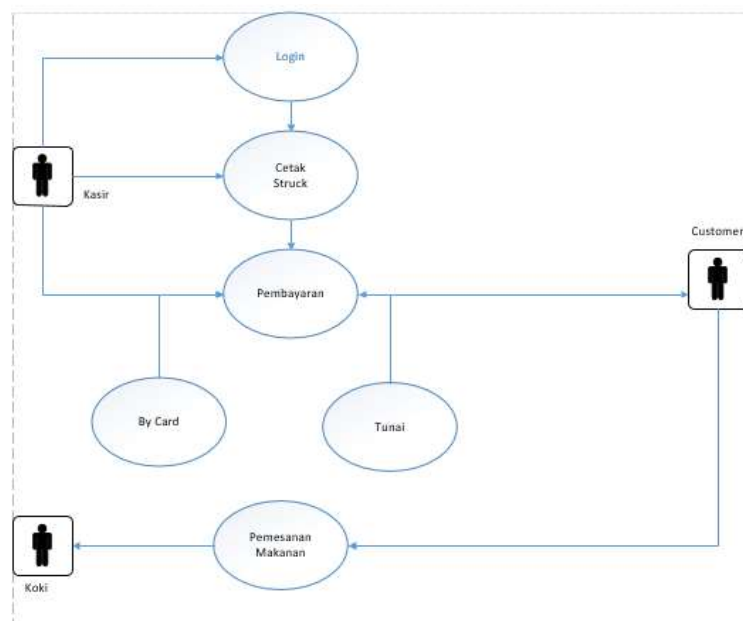 Login
Cetak
Struck
Kasir
Customer
Pembayaran
By Card
Tunai
Pemesanan
Makanan
Koki